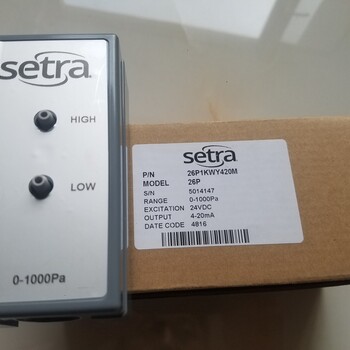 setra
HIGH
LOW
0-1000Pa
setra
P/N 26P1KWY420M
MODEL 26P
S/N 5014147
RANGE 0-1000Pa
EXCITATION 24VDC
OUTPUT 4-20mA
DATE CODE 4816